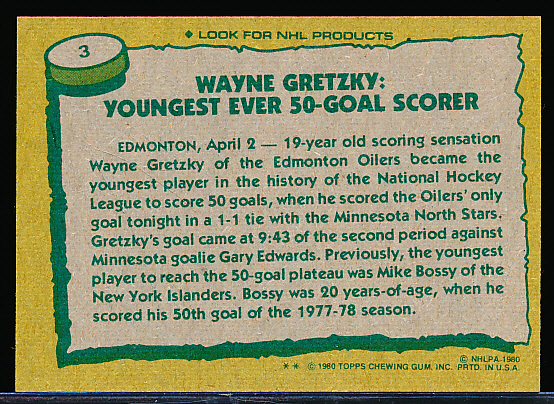 3
◆ LOOK FOR NHL PRODUCTS
WAYNE GRETZKY:
YOUNGEST EVER 50-GOAL SCORER
EDMONTON, April 2 — 19-year old scoring sensation
Wayne Gretzky of the Edmonton Oilers became the
youngest player in the history of the National Hockey
League to score 50 goals, when he scored the Oilers' only
goal tonight in a 1-1 tie with the Minnesota North Stars.
Gretzky's goal came at 9:43 of the second period against
Minnesota goalie Gary Edwards. Previously, the youngest
player to reach the 50-goal plateau was Mike Bossy of the
New York Islanders. Bossy was 20 years-of-age, when he
scored his 50th goal of the 1977-78 season.
© NHLPA-1980
** © 1980 TOPPS CHEWING GUM, INC. PRTD. IN U.S.A.